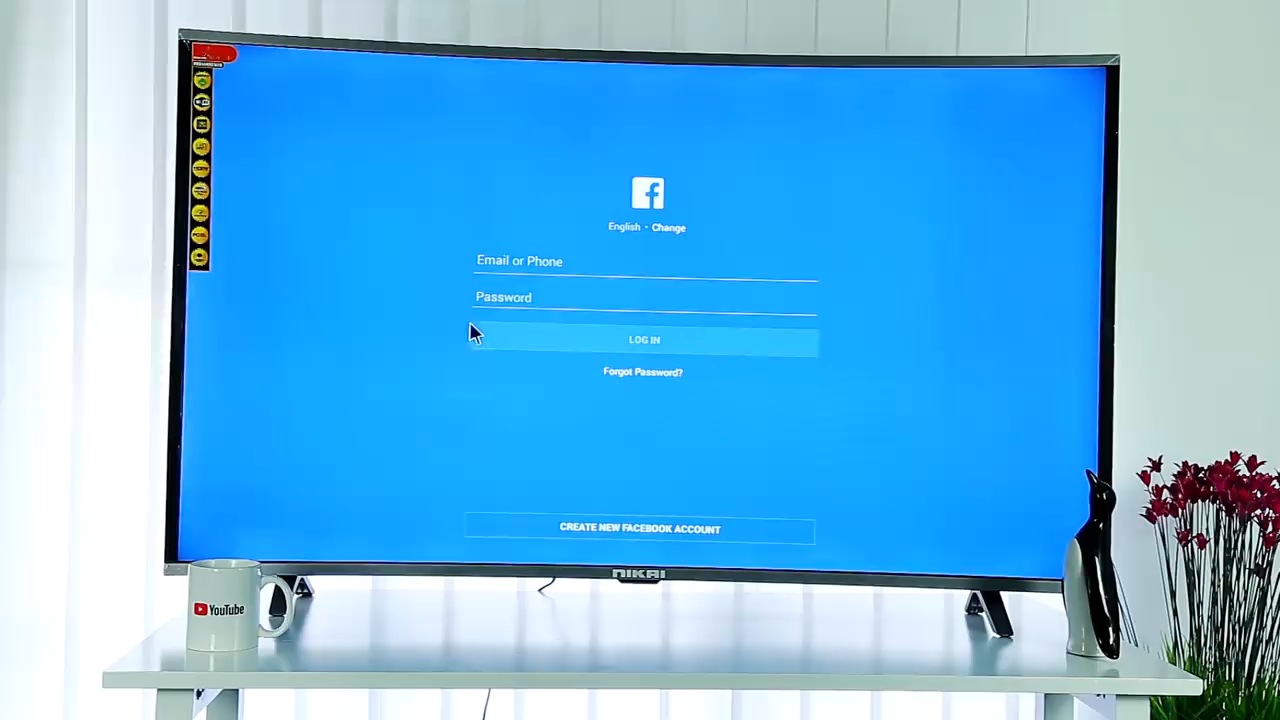 English · Change
Email or Phone
Password
LOG IN
Forgot Password?
CREATE NEW FACEBOOK ACCOUNT
NIKAI
YouTube